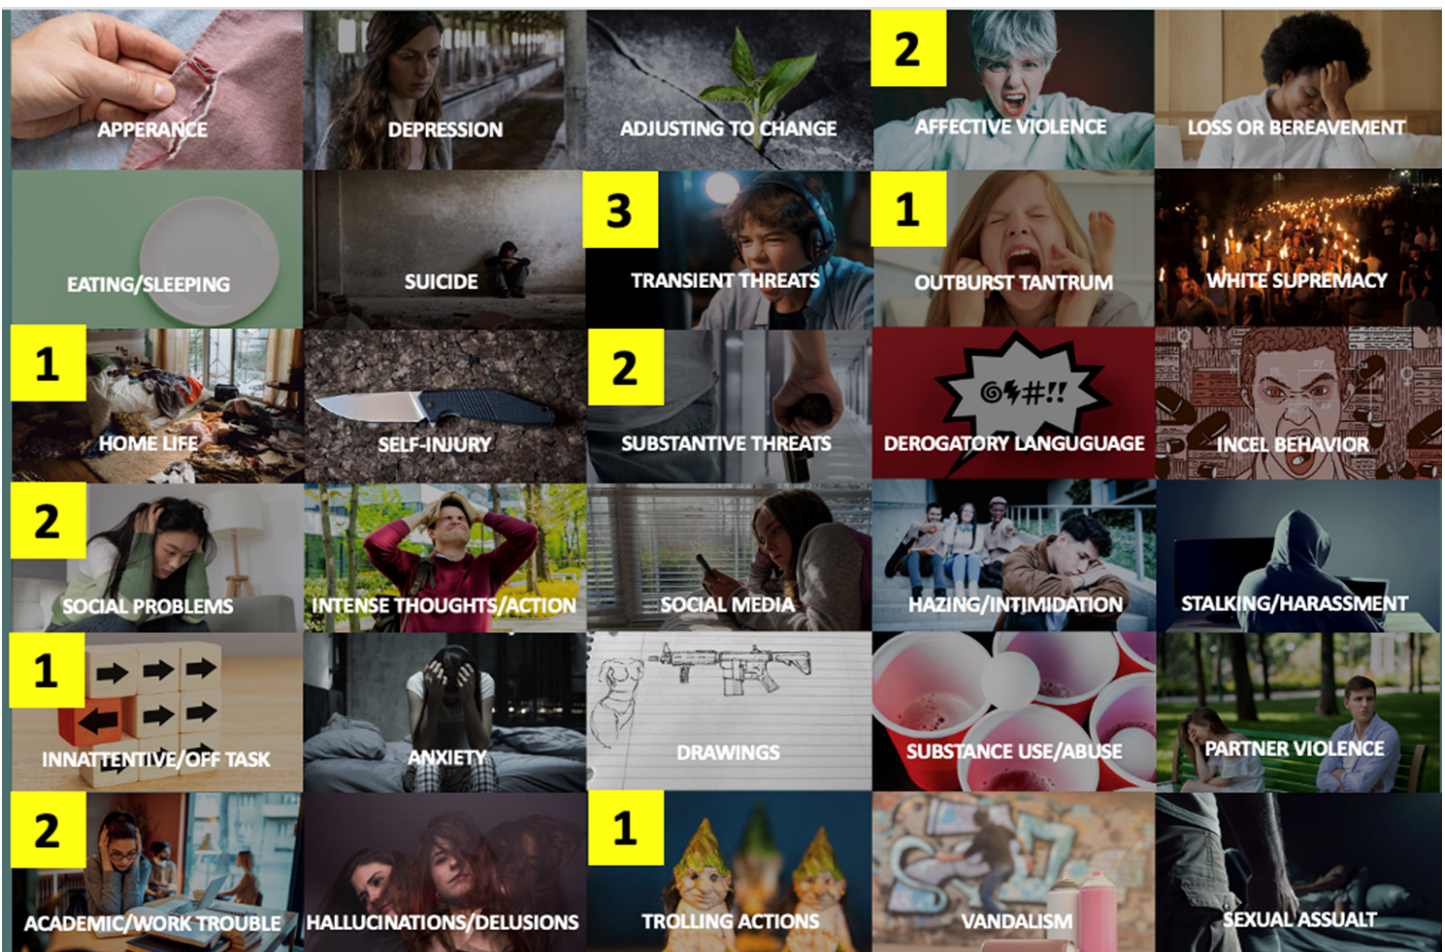 APPERANCE
DEPRESSION
ADJUSTING TO CHANGE
2
AFFECTIVE VIOLENCE
LOSS OR BEREAVEMENT
EATING/SLEEPING
SUICIDE
3
TRANSIENT THREATS
1
OUTBURST TANTRUM
WHITE SUPREMACY
1
HOME LIFE
SELF-INJURY
2
SUBSTANTIVE THREATS
@#!!
DEROGATORY LANGUGUAGE
INCEL BEHAVIOR
2
SOCIAL PROBLEMS
INTENSE THOUGHTS/ACTION
SOCIAL MEDIA
HAZING/INTIMIDATION
STALKING/HARASSMENT
1
INNATTENTIVE/OFF TASK
ANXIETY
DRAWINGS
SUBSTANCE USE/ABUSE
PARTNER VIOLENCE
2
ACADEMIC/WORK TROUBLE
HALLUCINATIONS/DELUSIONS
1
TROLLING ACTIONS
VANDALISM
SEXUAL ASSUALT